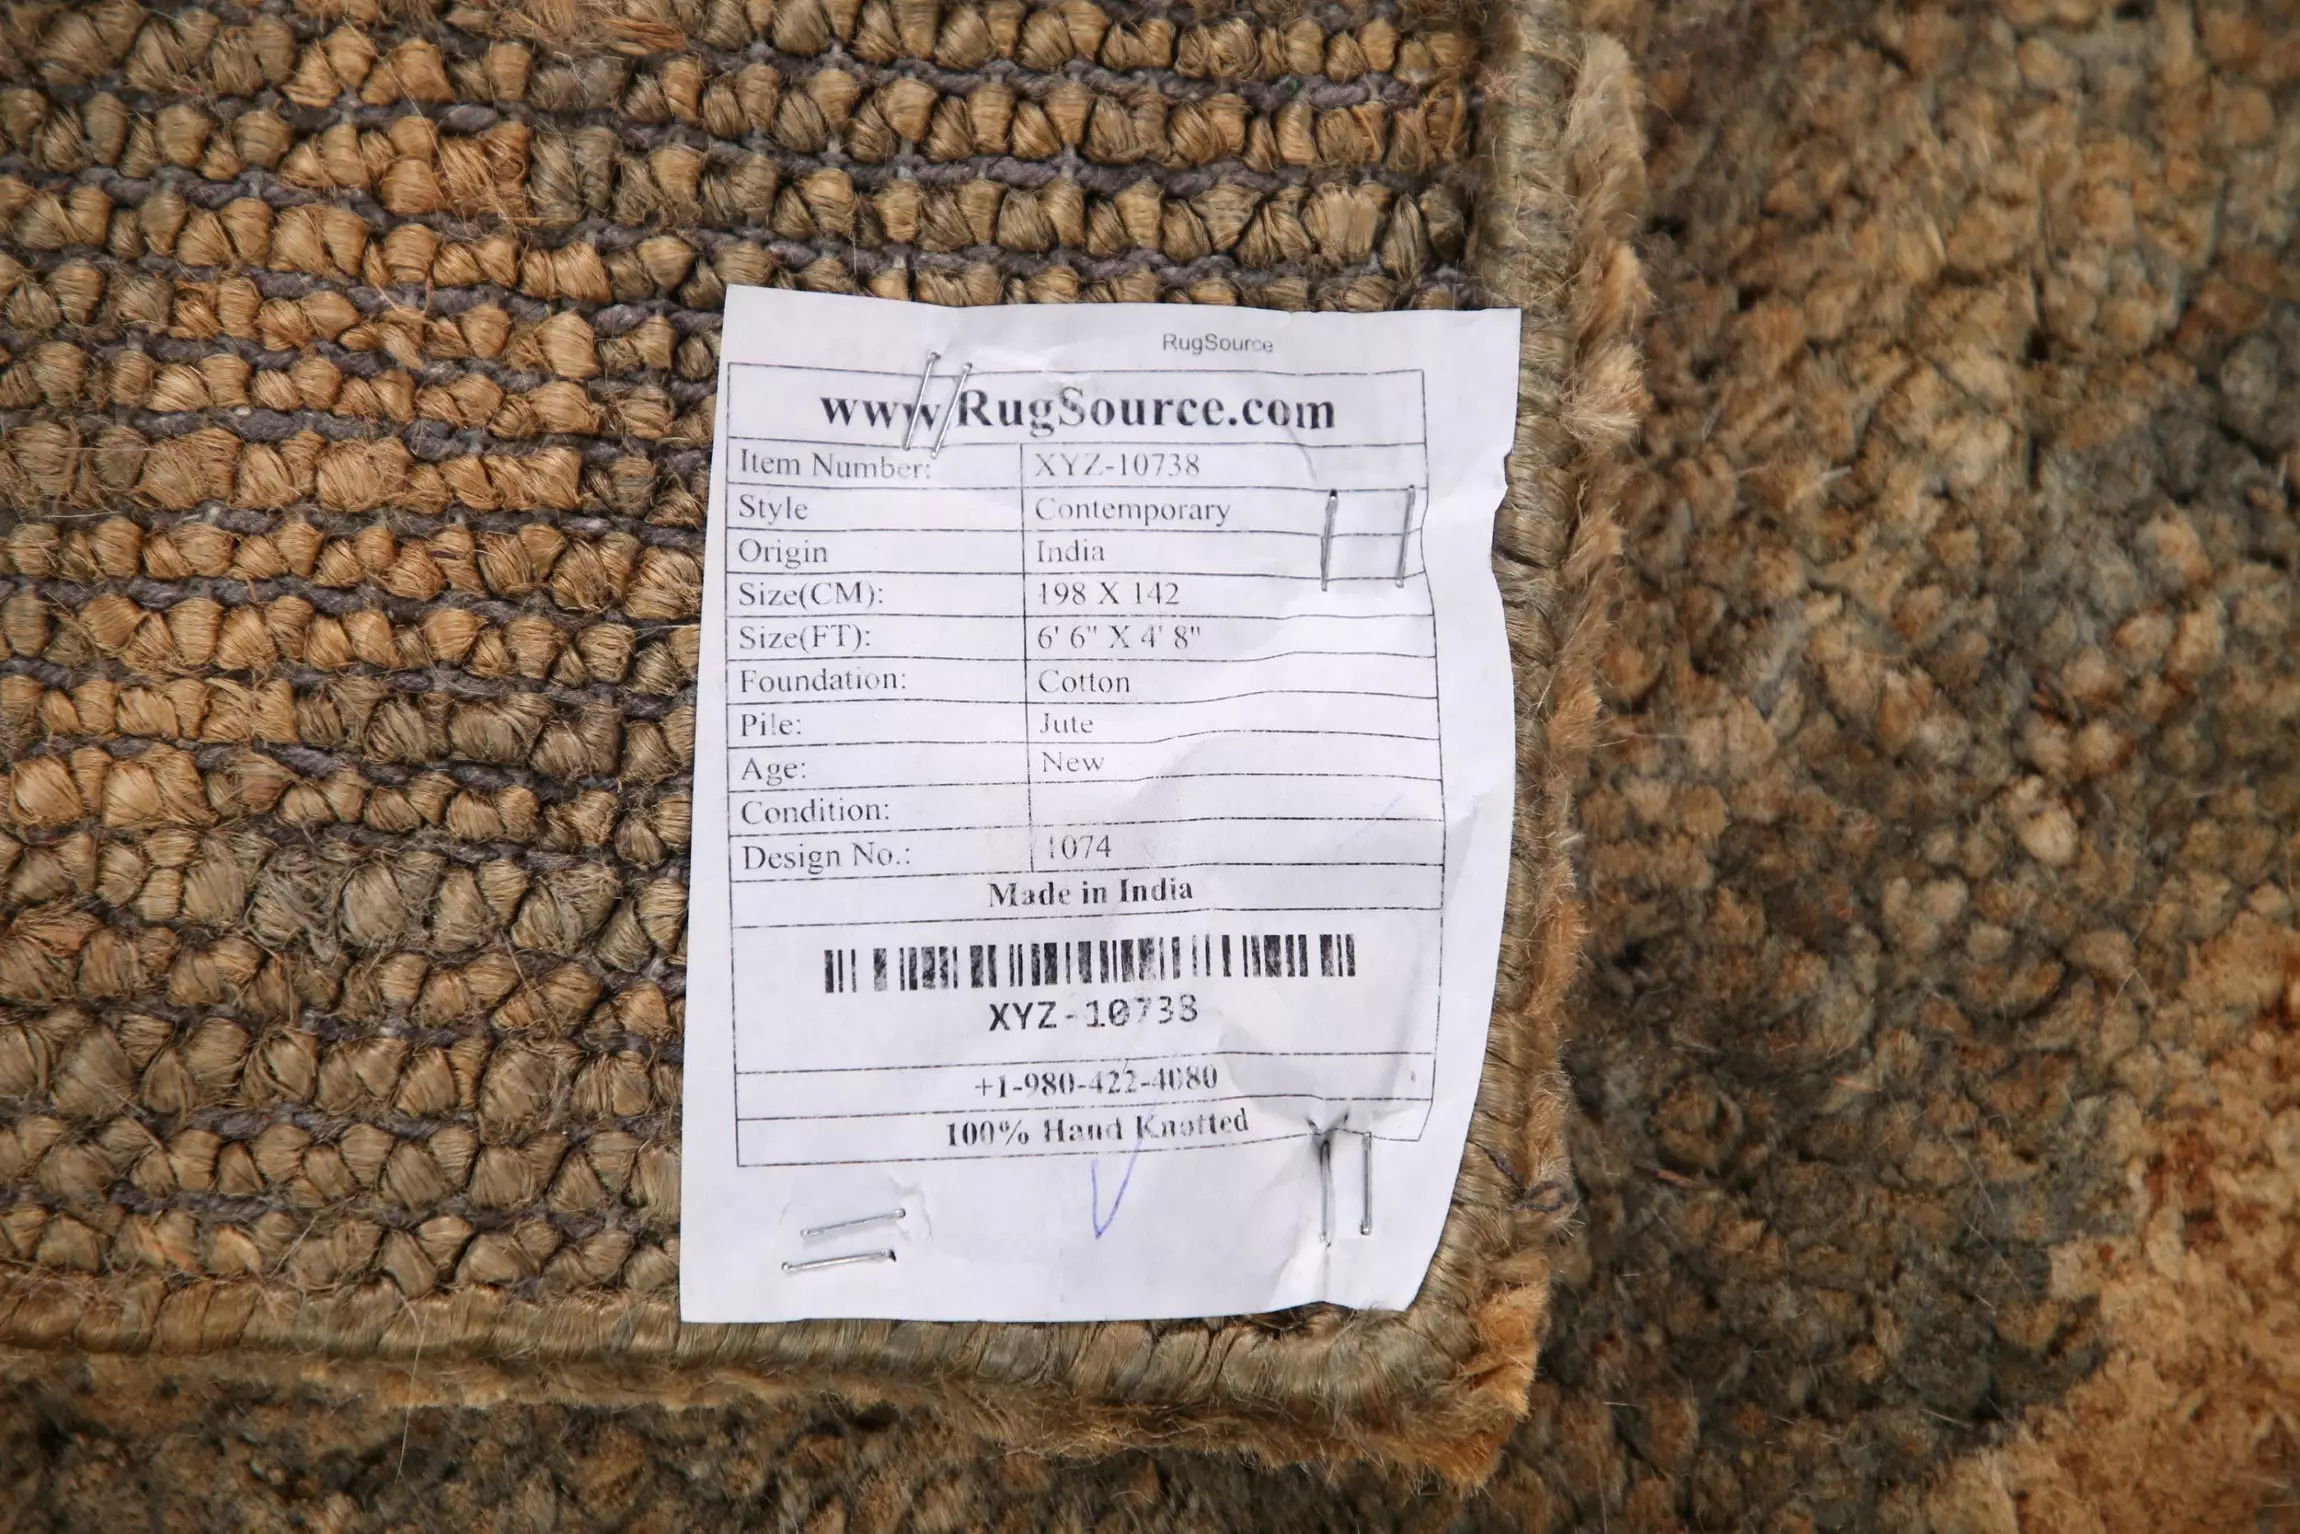 RugSource
www.RugSource.com
Item Number: XYZ-10738
Style Contemporary
Origin India
Size(CM): 198 X 142
Size(FT): 6' 6" X 4' 8"
Foundation: Cotton
Pile: Jute
Age: New
Condition:
Design No.: 1074
Made in India
XYZ-10738
+1-980-422-4080
100% Hand Knotted